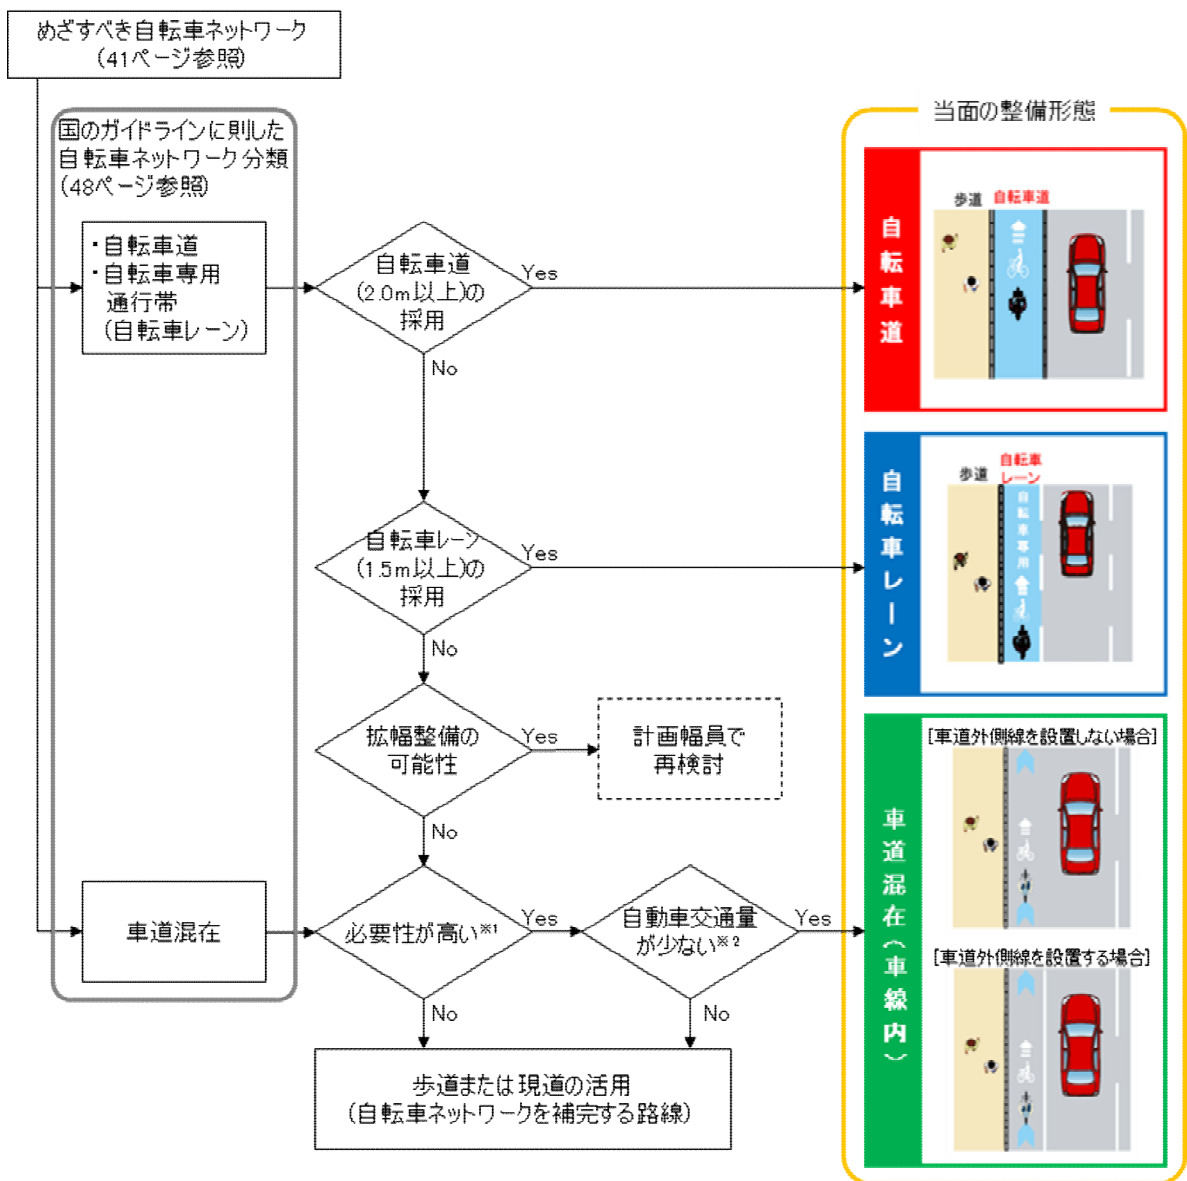 めざすべき自転車ネットワーク
(41ページ参照)
国のガイドラインに則した
自転車ネットワーク分類
(48ページ参照)
・自転車道
・自転車専用
通行帯
(自転車レーン)
自転車道
(2.0m以上)の
採用
Yes
No
自転車レーン
(1.5m以上)の
採用
Yes
No
拡幅整備の
可能性
Yes
No
計画幅員で
再検討
車道混在
必要性が高い※1
Yes
No
自動車交通量
が少ない※2
Yes
No
歩道または現道の活用
(自転車ネットワークを補完する路線)
当面の整備形態
自転車道
歩道 自転車道
自転車レーン
歩道
自転車
レーン
自転車専用
車道混在(車線内)
[車道外側線を設置しない場合]
[車道外側線を設置する場合]